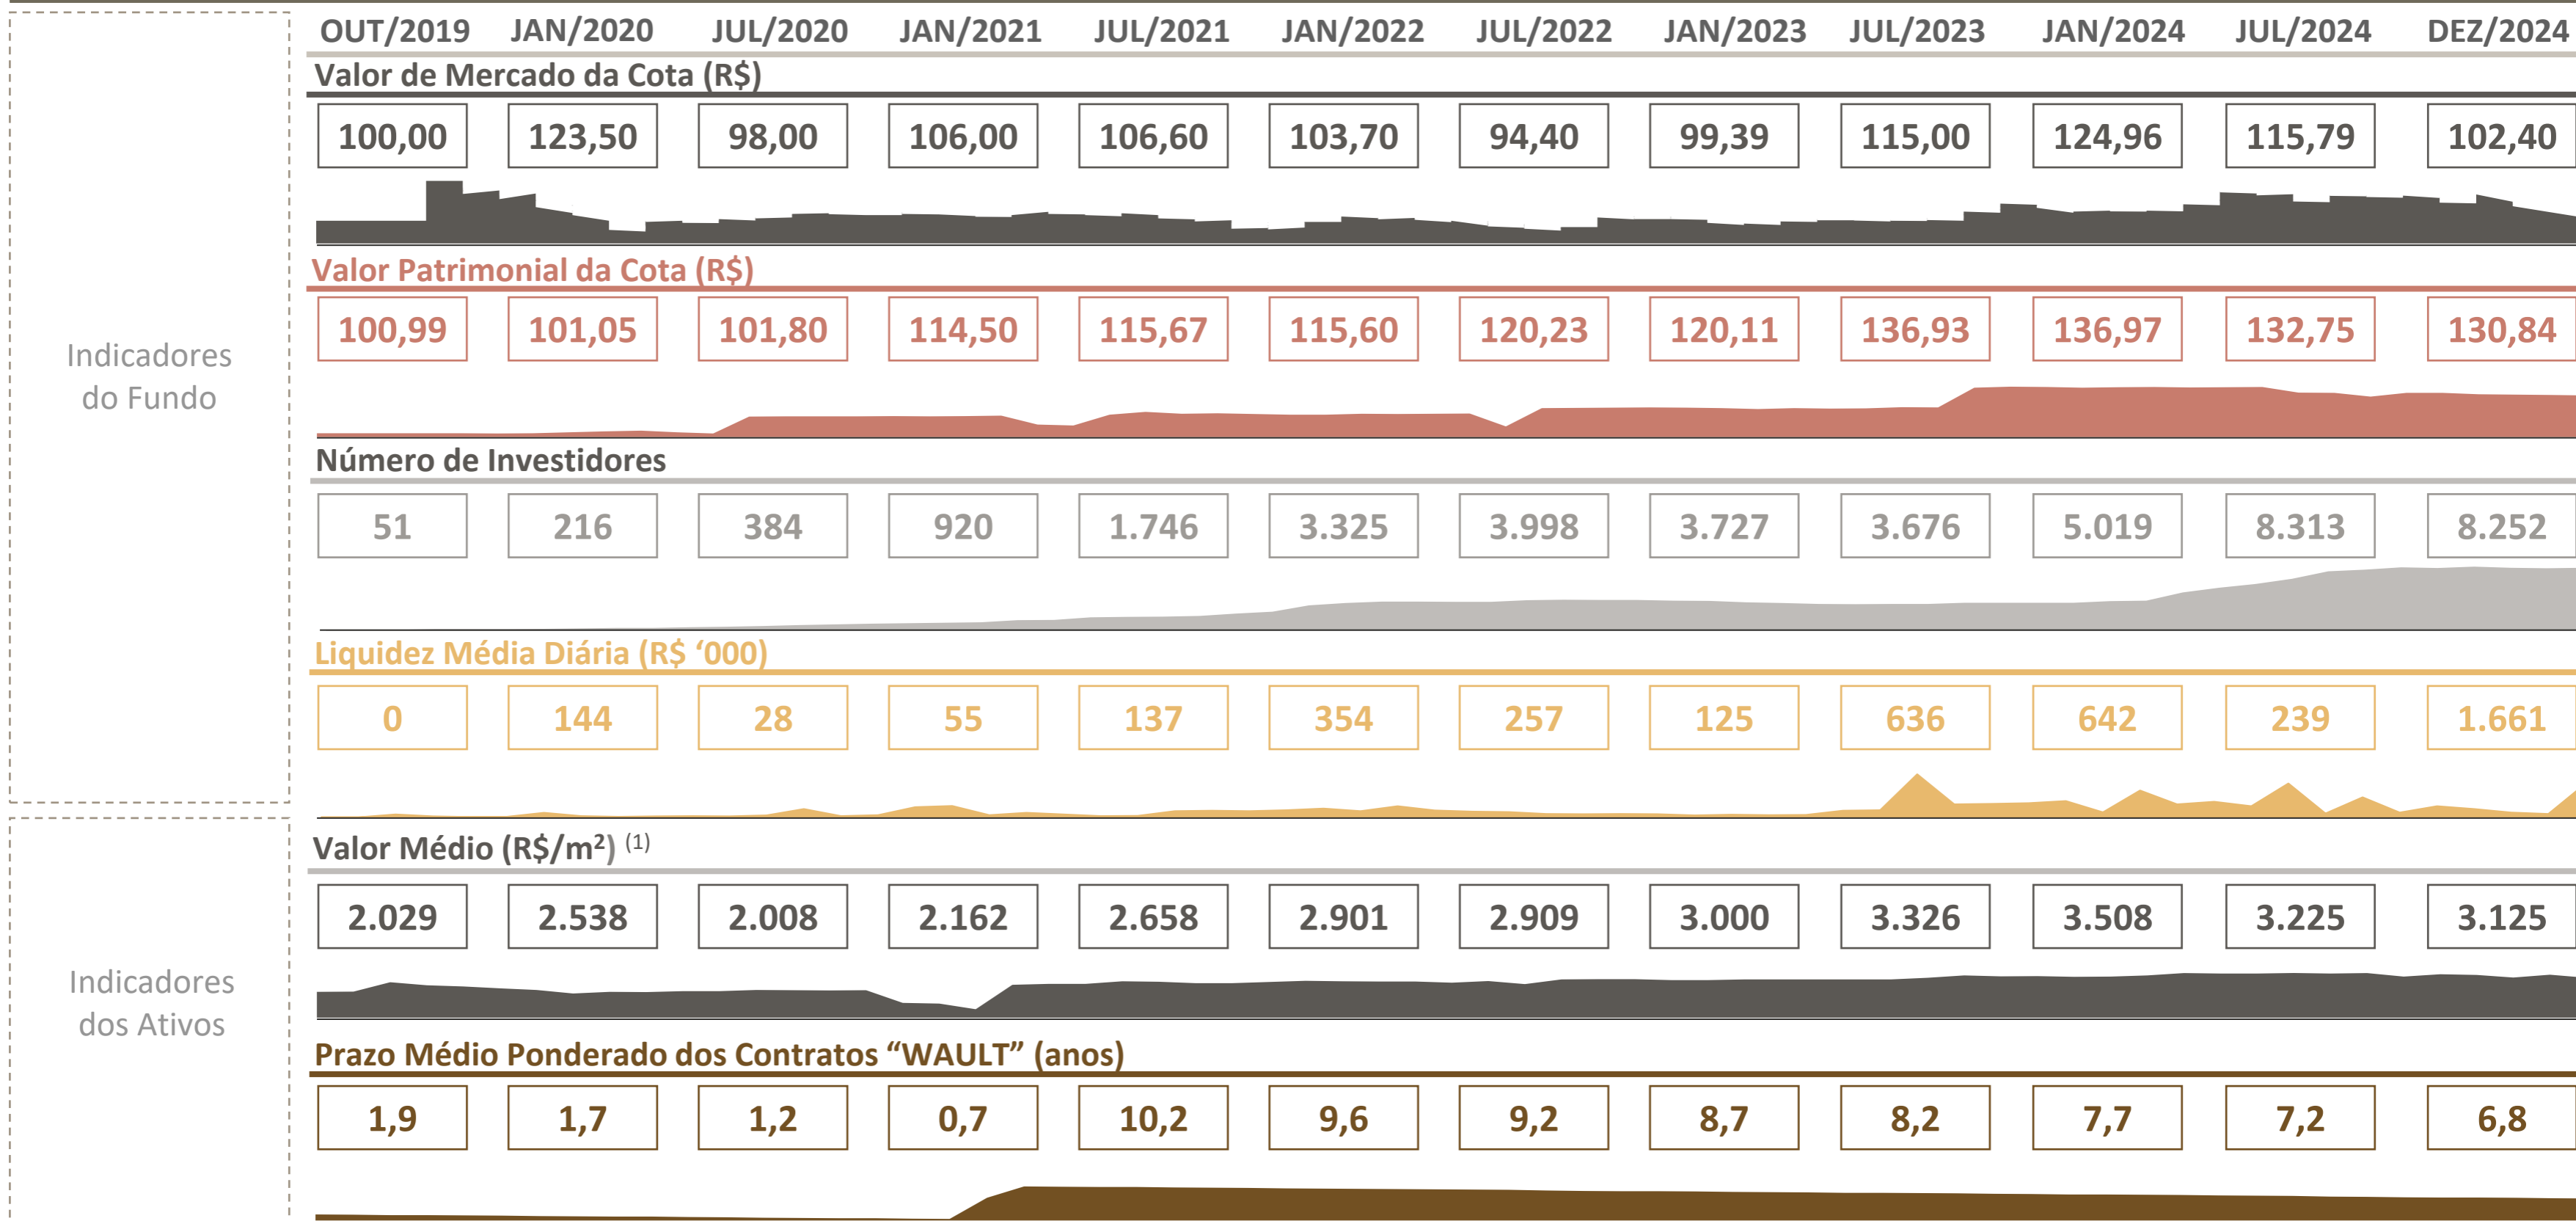 OUT/2019 JAN/2020 JUL/2020 JAN/2021 JUL/2021 JAN/2022 JUL/2022 JAN/2023 JUL/2023 JAN/2024 JUL/2024 DEZ/2024
Indicadores
do Fundo
Valor de Mercado da Cota (R$)
100,00 123,50 98,00 106,00 106,60 103,70 94,40 99,39 115,00 124,96 115,79 102,40
Valor Patrimonial da Cota (R$)
100,99 101,05 101,80 114,50 115,67 115,60 120,23 120,11 136,93 136,97 132,75 130,84
Número de Investidores
51 216 384 920 1.746 3.325 3.998 3.727 3.676 5.019 8.313 8.252
Liquidez Média Diária (R$ ‘000)
0 144 28 55 137 354 257 125 636 642 239 1.661
Indicadores
dos Ativos
Valor Médio (R$/m²) (1)
2.029 2.538 2.008 2.162 2.658 2.901 2.909 3.000 3.326 3.508 3.225 3.125
Prazo Médio Ponderado dos Contratos “WAULT” (anos)
1,9 1,7 1,2 0,7 10,2 9,6 9,2 8,7 8,2 7,7 7,2 6,8